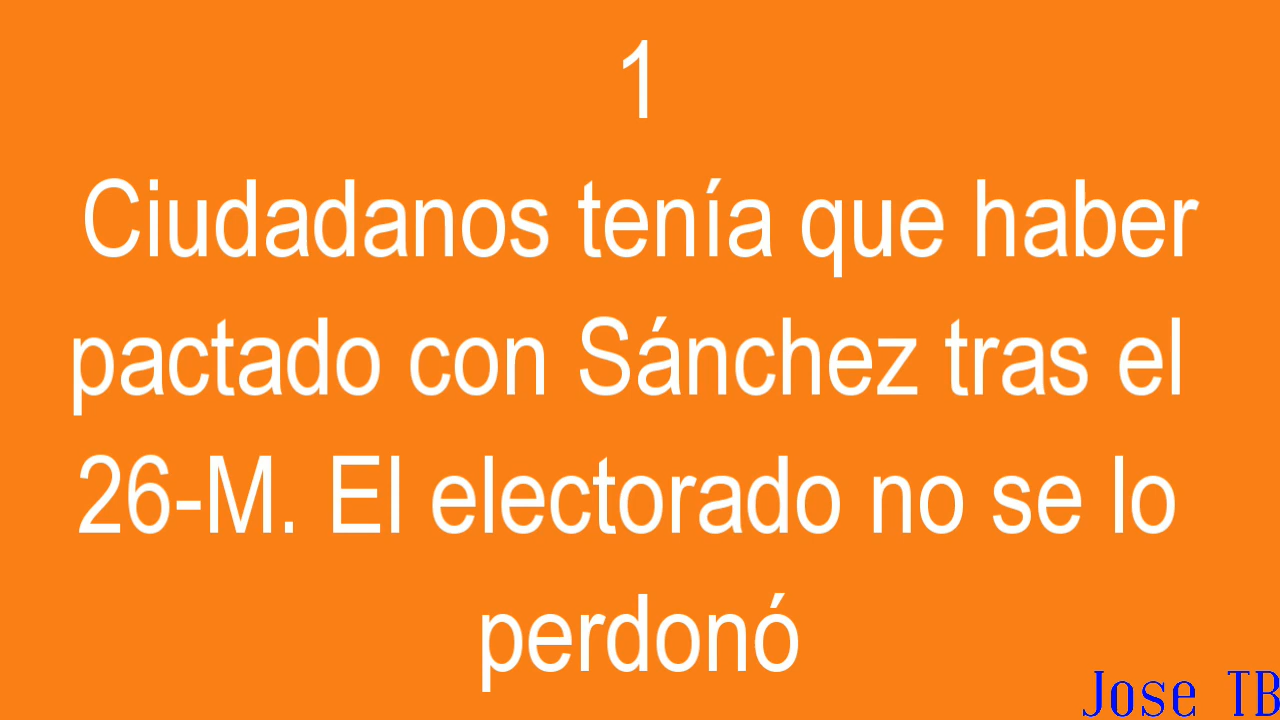 1
Ciudadanos tenía que haber
pactado con Sánchez tras el
26-M. El electorado no se lo
perdonó
Jose TB